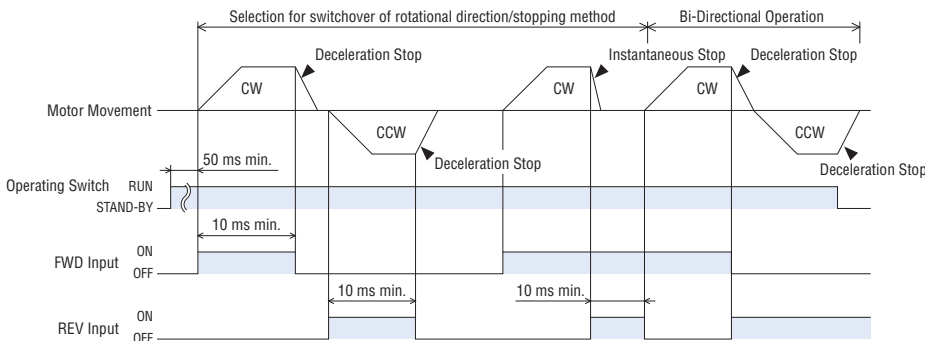 Selection for switchover of rotational direction/stopping method
Bi-Directional Operation
Deceleration Stop
Instantaneous Stop
Deceleration Stop
CW
CW
CW
Motor Movement
CCW
CCW
50 ms min.
Deceleration Stop
Deceleration Stop
Operating Switch
RUN
STAND-BY
10 ms min.
ON
FWD Input
OFF
10 ms min.
10 ms min.
ON
REV Input
OFF